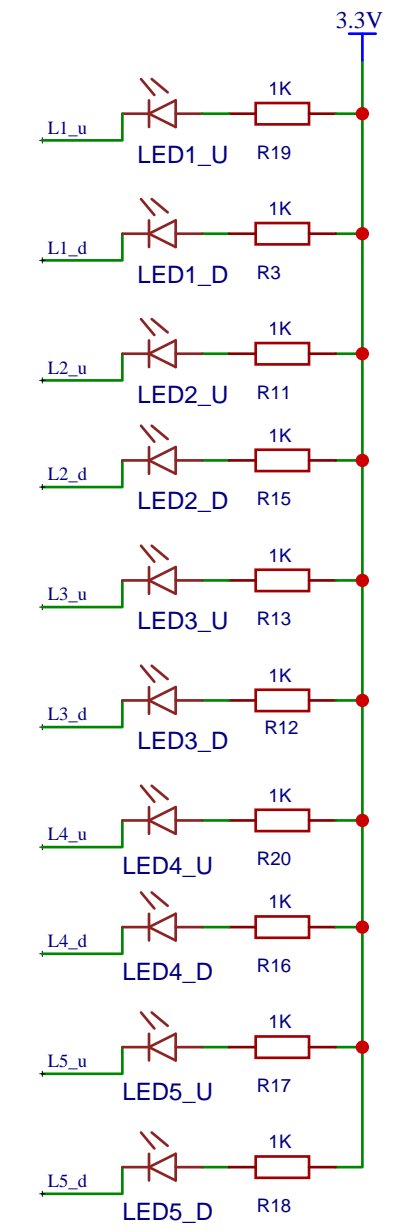 3.3V
1K
L1_u
LED1_U
R19
1K
L1_d
LED1_D
R3
1K
L2_u
LED2_U
R11
1K
L2_d
LED2_D
R15
1K
L3_u
LED3_U
R13
1K
L3_d
LED3_D
R12
1K
L4_u
LED4_U
R20
1K
L4_d
LED4_D
R16
1K
L5_u
LED5_U
R17
1K
L5_d
LED5_D
R18